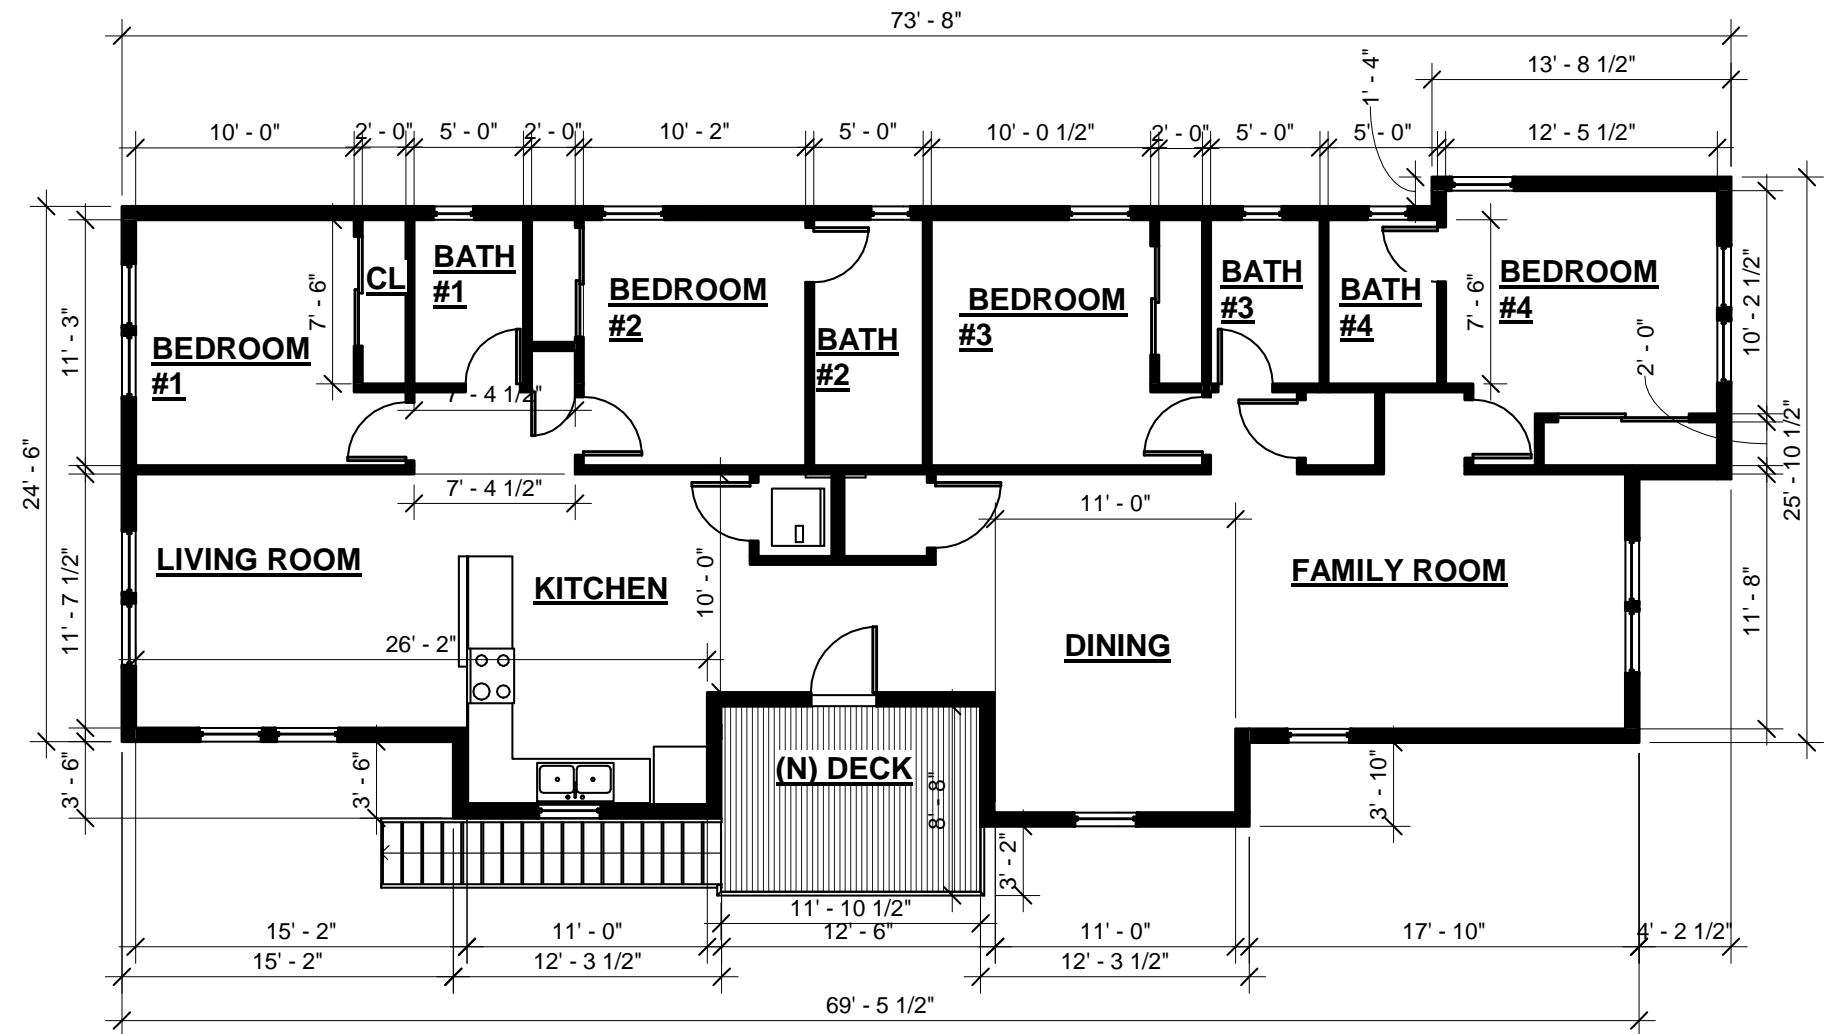 73' - 8"
13' - 8 1/2"
1' - 4"
10' - 0"
2' - 0"
5' - 0"
2' - 0"
10' - 2"
5' - 0"
10' - 0 1/2"
2' - 0"
5' - 0"
5' - 0"
12' - 5 1/2"
BATH
#1
CL
BEDROOM
#2
BEDROOM
#3
BATH
#3
BATH
#4
BEDROOM
#4
7' - 6"
7' - 6"
10' - 2 1/2"
2' - 0"
11' - 3"
BEDROOM
#1
BATH
#2
7' - 4 1/2"
24' - 6"
25' - 10 1/2"
7' - 4 1/2"
11' - 0"
LIVING ROOM
KITCHEN
FAMILY ROOM
11' - 7 1/2"
10' - 0"
11' - 8"
26' - 2"
DINING
3' - 6"
3' - 6"
(N) DECK
8' - 8"
3' - 10"
3' - 2"
11' - 10 1/2"
15' - 2"
11' - 0"
12' - 6"
11' - 0"
17' - 10"
4' - 2 1/2"
15' - 2"
12' - 3 1/2"
12' - 3 1/2"
69' - 5 1/2"